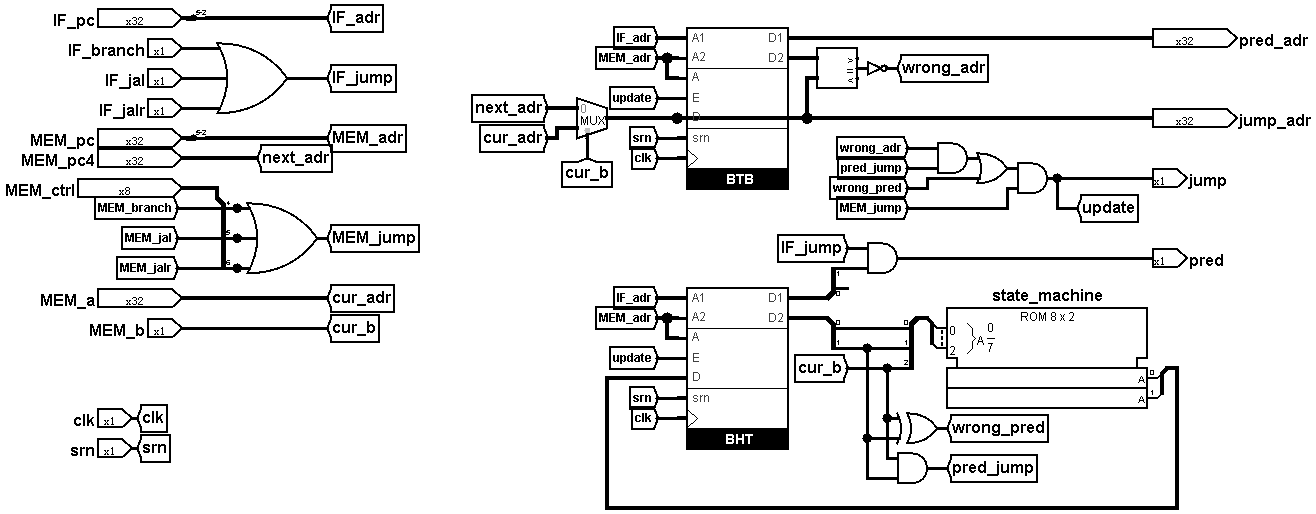 IF_pc x32 5-2 IF_adr
IF_branch x1
IF_jal x1 IF_jump
IF_jalr x1
MEM_pc x32 5-2 MEM_adr
MEM_pc4 x32 next_adr
MEM_ctrl x8
MEM_branch 4
MEM_jal 5 MEM_jump
MEM_jalr 6
MEM_a x32 cur_adr
MEM_b x1 cur_b
clk x1 clk
srn x1 srn
IF_adr A1 D1 x32 pred_adr
MEM_adr A2 D2 wrong_adr
A
update E
next_adr 0
MUX
cur_adr
D x32 jump_adr
srn srn
clk
cur_b
BTB
wrong_adr
pred_jump
wrong_pred
MEM_jump
x1 jump
update
IF_jump x1 pred
1
0
IF_adr A1 D1
MEM_adr A2 D2
A
update E
D
srn srn
clk
BHT
0 0
1 1
2
cur_b
state_machine
ROM 8 x 2
0
2
A 0
7
A 0
A 1
wrong_pred
pred_jump